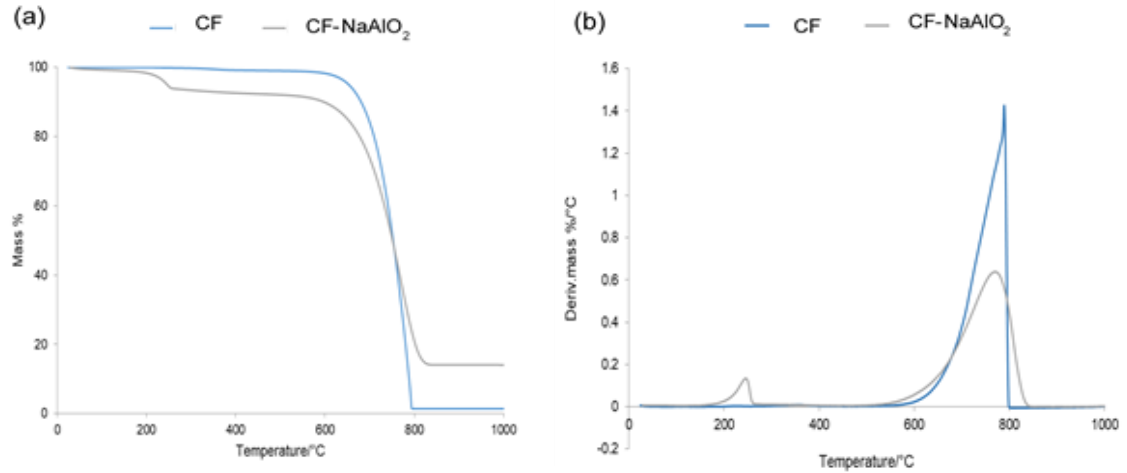 (a)
CF CF-NaAlO₂
100
80
60
40
20
0
Mass %
0 200 400 600 800 1000
Temperature/°C
(b)
CF CF-NaAlO₂
1.6
1.4
1.2
1
0.8
0.6
0.4
0.2
0
-0.2
Deriv.mass %/°C
0 200 400 600 800 1000
Temperature/°C